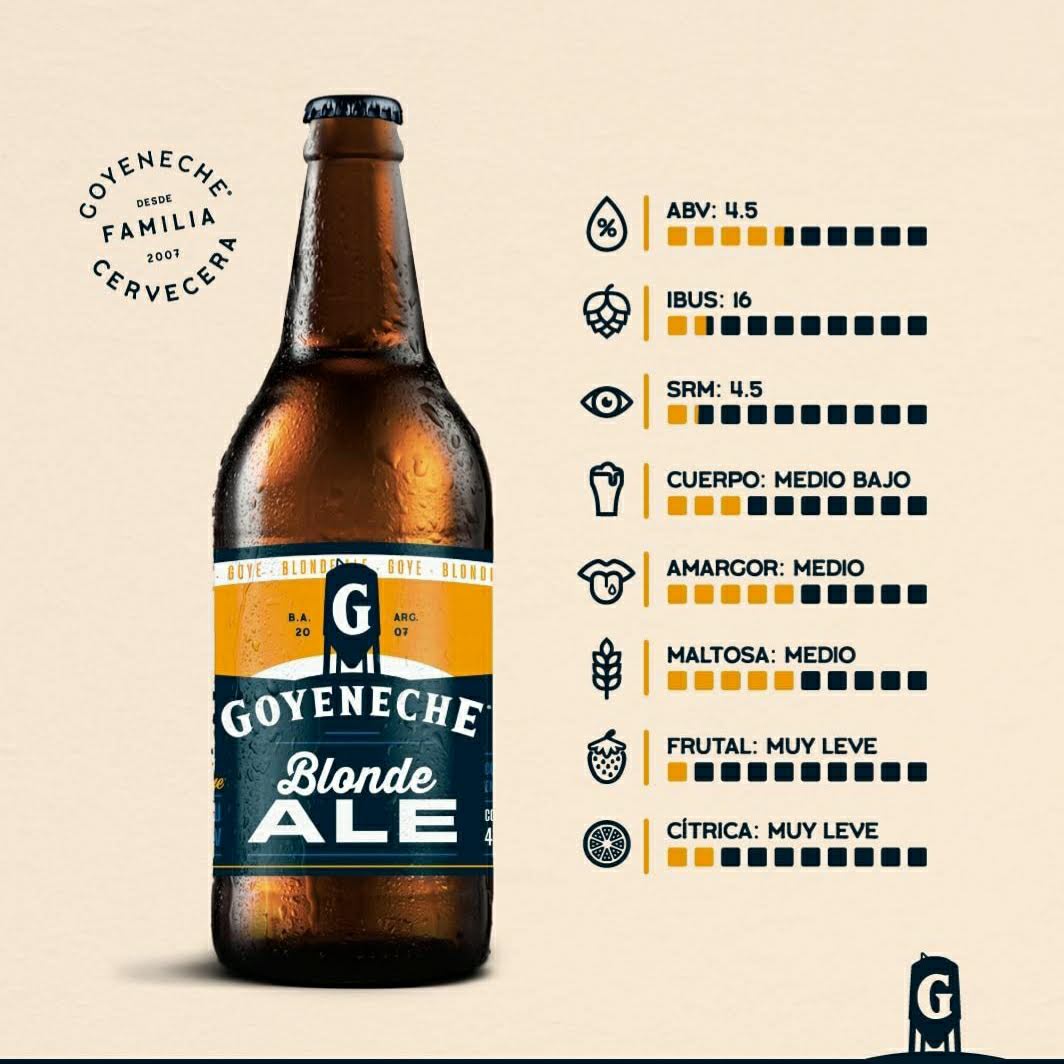 GOYENECHE
DESDE
FAMILIA
2007
CERVECERA
GOYE · BLONDE ALE · GOYE · BLOND
B.A. ARG.
20 07
G
GOYENECHE
Blonde
ALE
%
ABV: 4.5
IBUS: 16
SRM: 4.5
CUERPO: MEDIO BAJO
AMARGOR: MEDIO
MALTOSA: MEDIO
FRUTAL: MUY LEVE
CÍTRICA: MUY LEVE
G